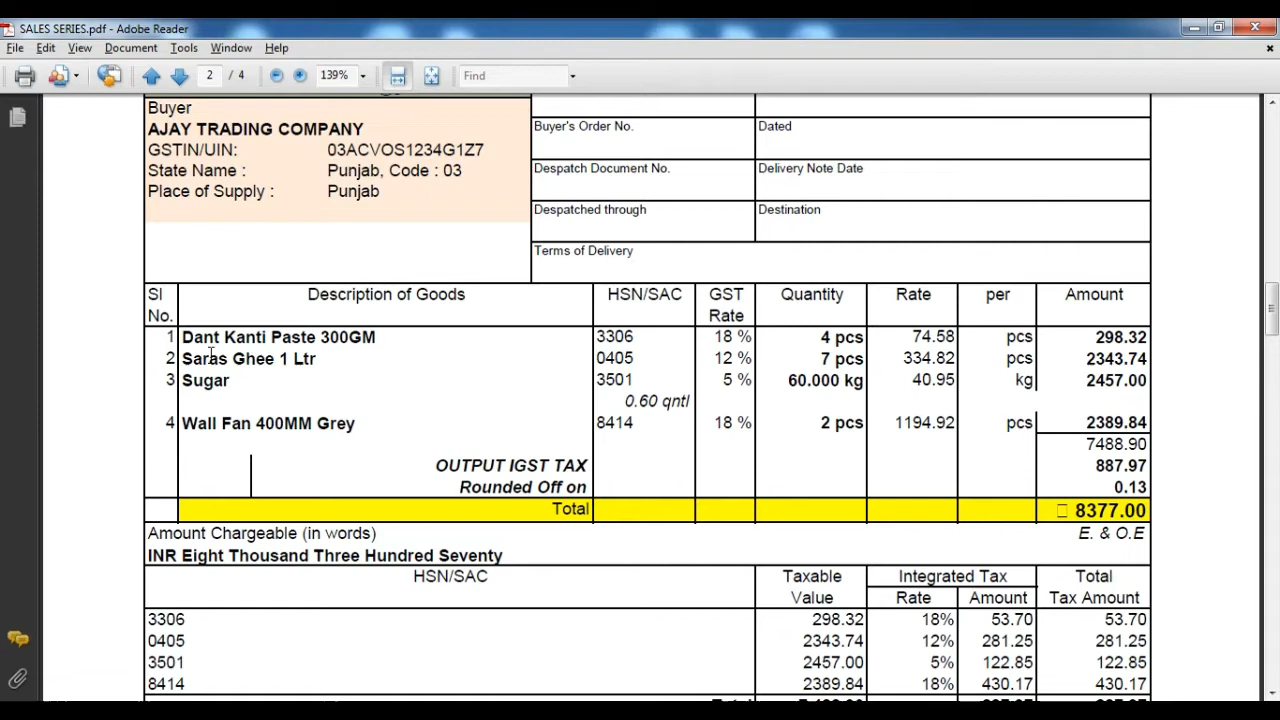 SALES SERIES.pdf - Adobe Reader
File Edit View Document Tools Window Help
2 / 4 139% Find
Buyer
AJAY TRADING COMPANY
GSTIN/UIN: 03ACVOS1234G1Z7
State Name : Punjab, Code : 03
Place of Supply : Punjab
Buyer's Order No. Dated
Despatch Document No. Delivery Note Date
Despatched through Destination
Terms of Delivery
Sl No. Description of Goods HSN/SAC GST Rate Quantity Rate per Amount
1 Dant Kanti Paste 300GM 3306 18 % 4 pcs 74.58 pcs 298.32
2 Saras Ghee 1 Ltr 0405 12 % 7 pcs 334.82 pcs 2343.74
3 Sugar 3501 5 % 60.000 kg 40.95 kg 2457.00
0.60 qntl
4 Wall Fan 400MM Grey 8414 18 % 2 pcs 1194.92 pcs 2389.84
7488.90
OUTPUT IGST TAX 887.97
Rounded Off on 0.13
Total 8377.00
Amount Chargeable (in words) E. & O.E
INR Eight Thousand Three Hundred Seventy
HSN/SAC Taxable Value Integrated Tax Rate Amount Total Tax Amount
3306 298.32 18% 53.70 53.70
0405 2343.74 12% 281.25 281.25
3501 2457.00 5% 122.85 122.85
8414 2389.84 18% 430.17 430.17